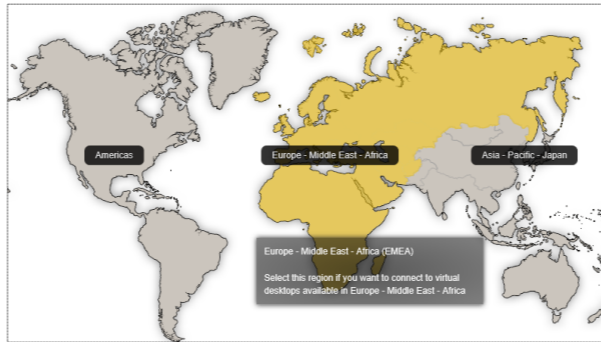 Americas
Europe - Middle East - Africa
Asia - Pacific - Japan
Europe - Middle East - Africa (EMEA)
Select this region if you want to connect to virtual
desktops available in Europe - Middle East - Africa